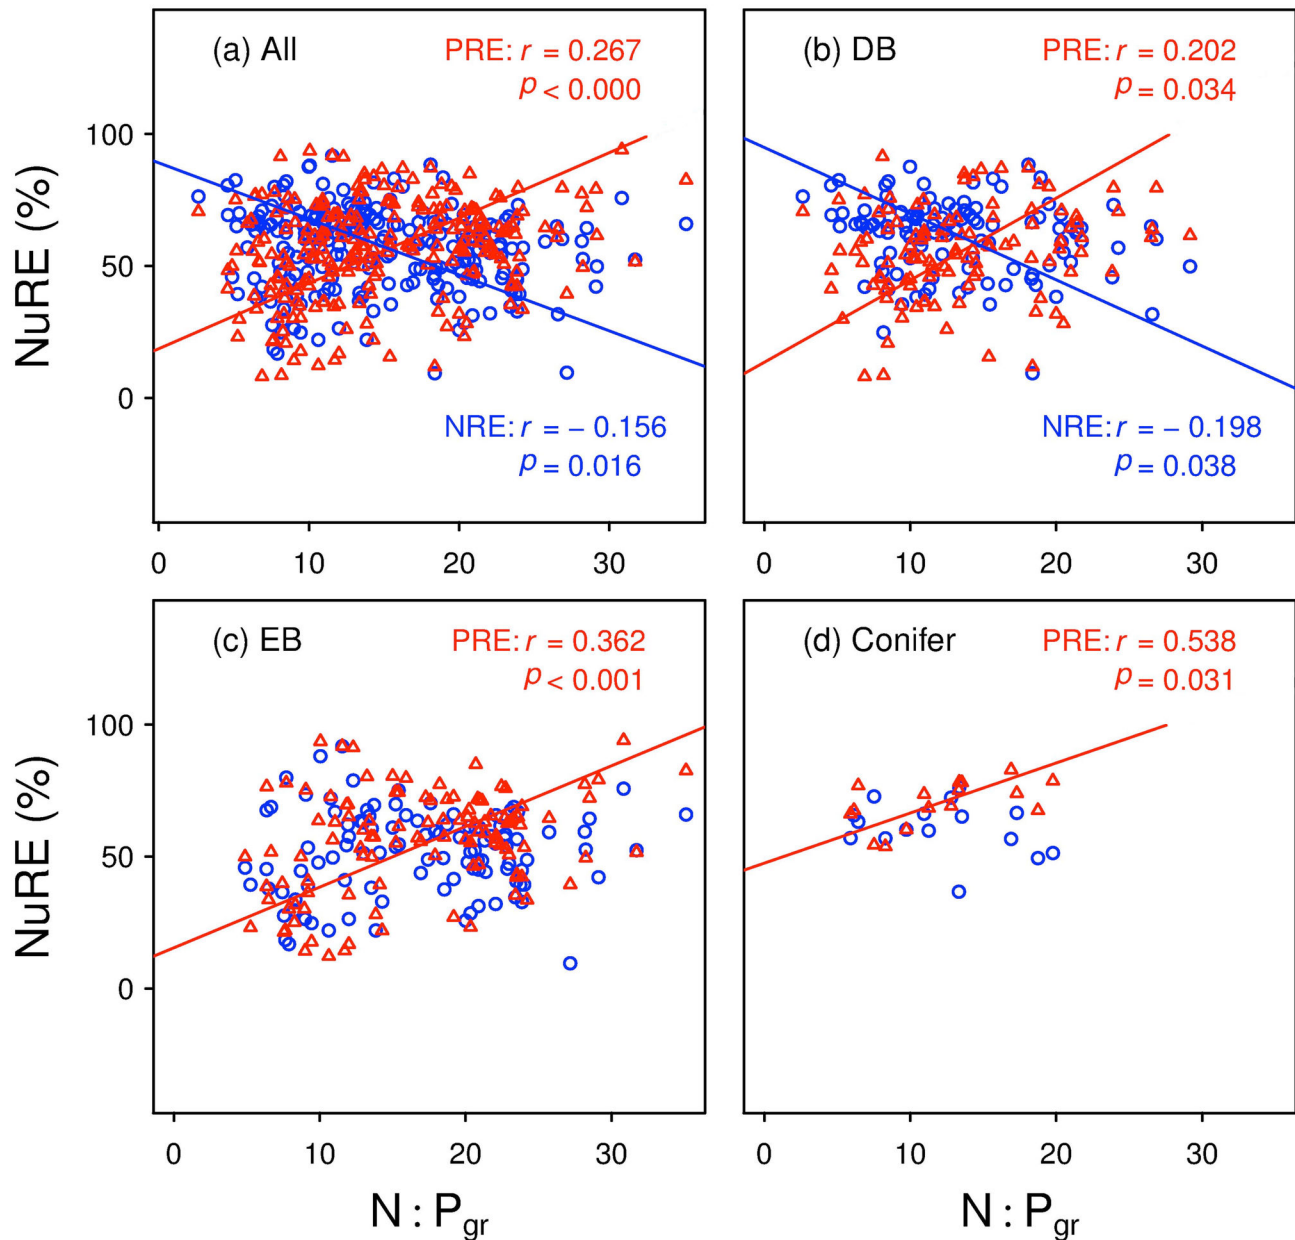 (a) All
PRE: r = 0.267
p < 0.000
NRE: r = − 0.156
p = 0.016
NuRE (%)
100
50
0
0 10 20 30
(b) DB
PRE: r = 0.202
p = 0.034
NRE: r = − 0.198
p = 0.038
0 10 20 30
(c) EB
PRE: r = 0.362
p < 0.001
NuRE (%)
100
50
0
0 10 20 30
N : Pgr
(d) Conifer
PRE: r = 0.538
p = 0.031
0 10 20 30
N : Pgr